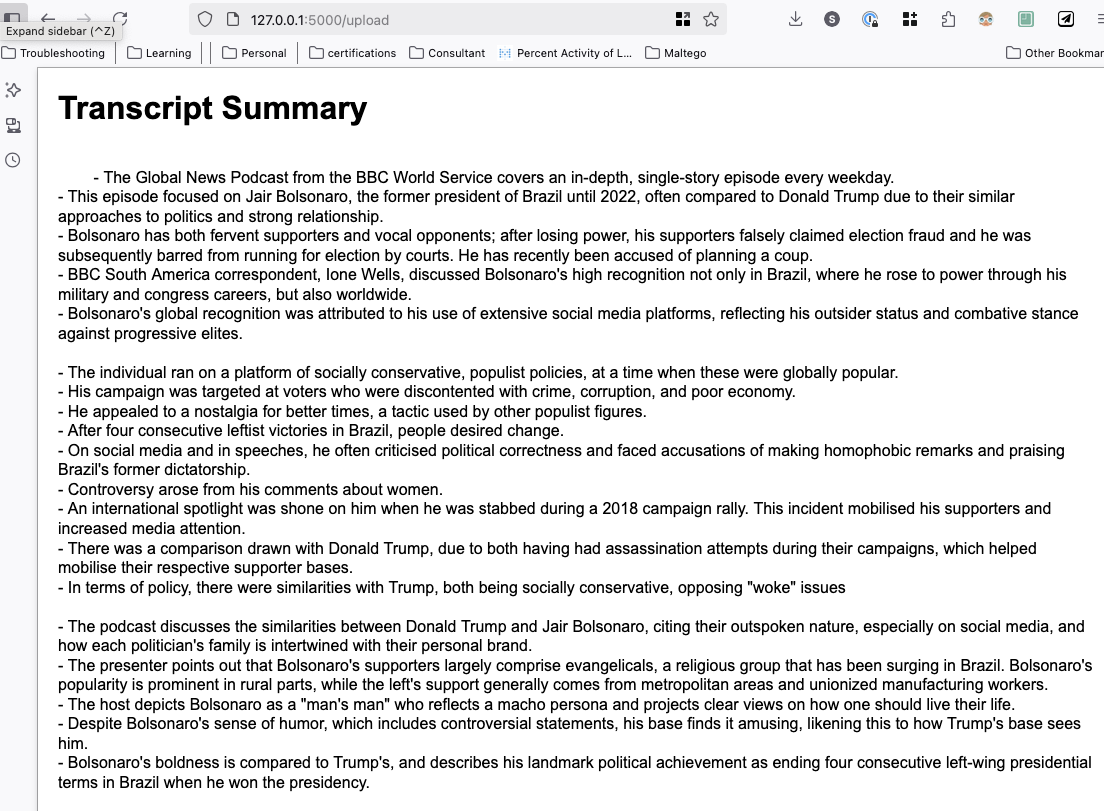 127.0.0.1:5000/upload
Expand sidebar (^Z)
Troubleshooting
Learning
Personal
certifications
Consultant
Percent Activity of L...
Maltego
Other Bookmar
Transcript Summary
- The Global News Podcast from the BBC World Service covers an in-depth, single-story episode every weekday.
- This episode focused on Jair Bolsonaro, the former president of Brazil until 2022, often compared to Donald Trump due to their similar
approaches to politics and strong relationship.
- Bolsonaro has both fervent supporters and vocal opponents; after losing power, his supporters falsely claimed election fraud and he was
subsequently barred from running for election by courts. He has recently been accused of planning a coup.
- BBC South America correspondent, Ione Wells, discussed Bolsonaro's high recognition not only in Brazil, where he rose to power through his
military and congress careers, but also worldwide.
- Bolsonaro's global recognition was attributed to his use of extensive social media platforms, reflecting his outsider status and combative stance
against progressive elites.
- The individual ran on a platform of socially conservative, populist policies, at a time when these were globally popular.
- His campaign was targeted at voters who were discontented with crime, corruption, and poor economy.
- He appealed to a nostalgia for better times, a tactic used by other populist figures.
- After four consecutive leftist victories in Brazil, people desired change.
- On social media and in speeches, he often criticised political correctness and faced accusations of making homophobic remarks and praising
Brazil's former dictatorship.
- Controversy arose from his comments about women.
- An international spotlight was shone on him when he was stabbed during a 2018 campaign rally. This incident mobilised his supporters and
increased media attention.
- There was a comparison drawn with Donald Trump, due to both having had assassination attempts during their campaigns, which helped
mobilise their respective supporter bases.
- In terms of policy, there were similarities with Trump, both being socially conservative, opposing "woke" issues
- The podcast discusses the similarities between Donald Trump and Jair Bolsonaro, citing their outspoken nature, especially on social media, and
how each politician's family is intertwined with their personal brand.
- The presenter points out that Bolsonaro's supporters largely comprise evangelicals, a religious group that has been surging in Brazil. Bolsonaro's
popularity is prominent in rural parts, while the left's support generally comes from metropolitan areas and unionized manufacturing workers.
- The host depicts Bolsonaro as a "man's man" who reflects a macho persona and projects clear views on how one should live their life.
- Despite Bolsonaro's sense of humor, which includes controversial statements, his base finds it amusing, likening this to how Trump's base sees
him.
- Bolsonaro's boldness is compared to Trump's, and describes his landmark political achievement as ending four consecutive left-wing presidential
terms in Brazil when he won the presidency.